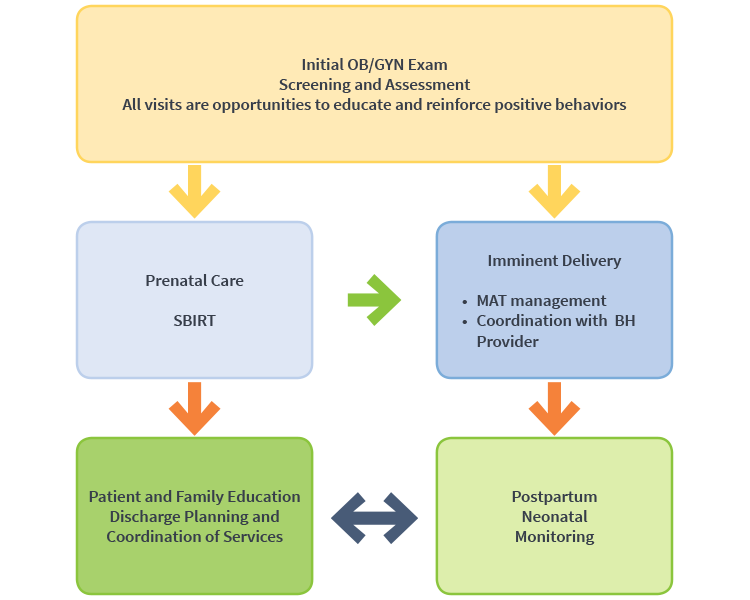 Initial OB/GYN Exam
Screening and Assessment
All visits are opportunities to educate and reinforce positive behaviors
Prenatal Care
SBIRT
Imminent Delivery
• MAT management
• Coordination with BH
Provider
Patient and Family Education
Discharge Planning and
Coordination of Services
Postpartum
Neonatal
Monitoring